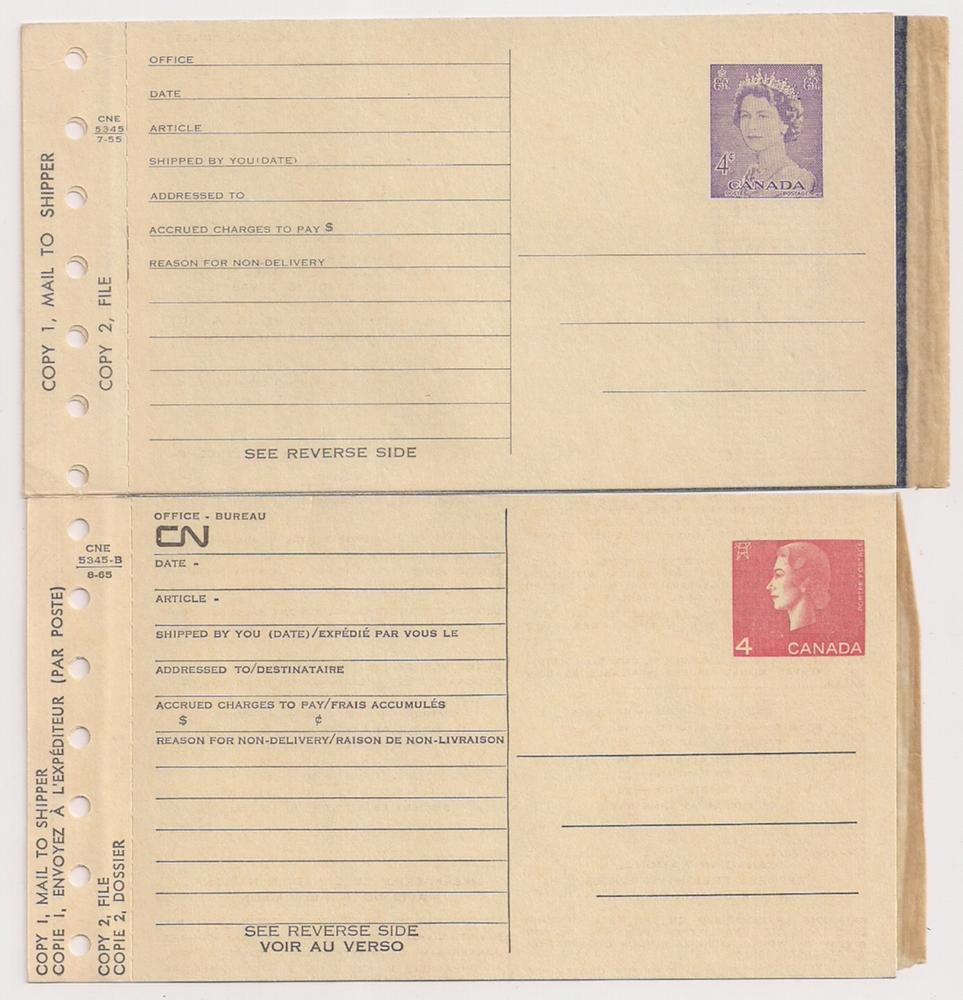 OFFICE
DATE
CNE
5345
7-55
ARTICLE
SHIPPED BY YOU (DATE)
ADDRESSED TO
ACCRUED CHARGES TO PAY $
REASON FOR NON-DELIVERY
SEE REVERSE SIDE
COPY 1, MAIL TO SHIPPER
COPY 2, FILE
4¢
CANADA
POSTES POSTAGE
OFFICE - BUREAU
CN
CNE
5345-B
8-65
DATE -
ARTICLE -
SHIPPED BY YOU (DATE)/EXPÉDIÉ PAR VOUS LE
ADDRESSED TO/DESTINATAIRE
ACCRUED CHARGES TO PAY/FRAIS ACCUMULÉS
$ ¢
REASON FOR NON-DELIVERY/RAISON DE NON-LIVRAISON
SEE REVERSE SIDE
VOIR AU VERSO
COPY 1, MAIL TO SHIPPER
COPIE 1, ENVOYEZ À L'EXPÉDITEUR (PAR POSTE)
COPY 2, FILE
COPIE 2, DOSSIER
POSTES POSTAGE
4 CANADA